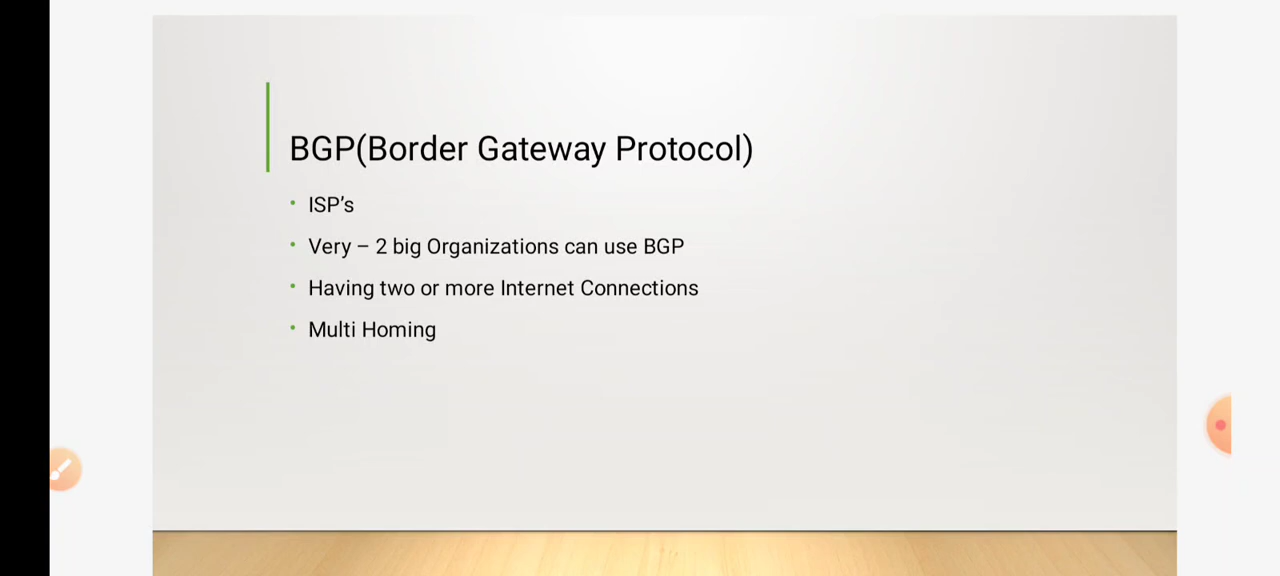 BGP(Border Gateway Protocol)
• ISP’s
• Very – 2 big Organizations can use BGP
• Having two or more Internet Connections
• Multi Homing